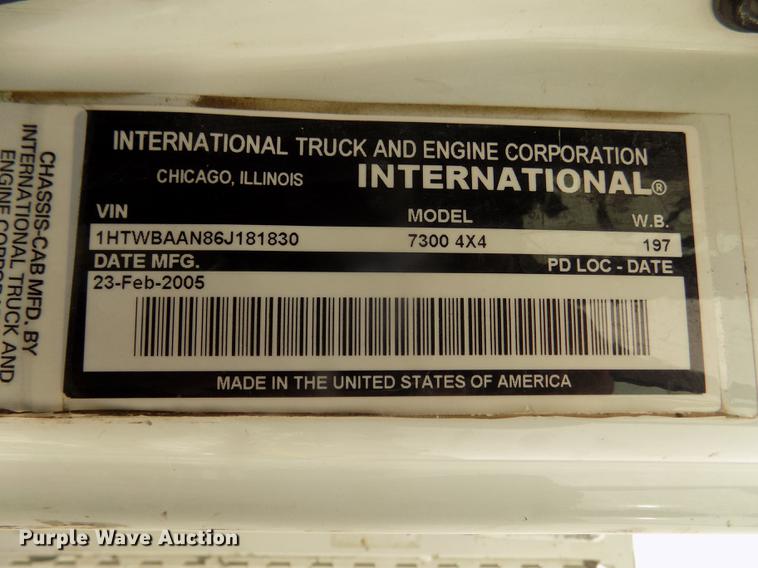 INTERNATIONAL TRUCK AND ENGINE CORPORATION
CHICAGO, ILLINOIS INTERNATIONAL®
VIN MODEL W.B.
1HTWBAAN86J181830 7300 4X4 197
DATE MFG. PD LOC - DATE
23-Feb-2005
MADE IN THE UNITED STATES OF AMERICA
CHASSIS-CAB MFD. BY
INTERNATIONAL TRUCK AND
ENGINE CORPORA
Purple Wave Auction